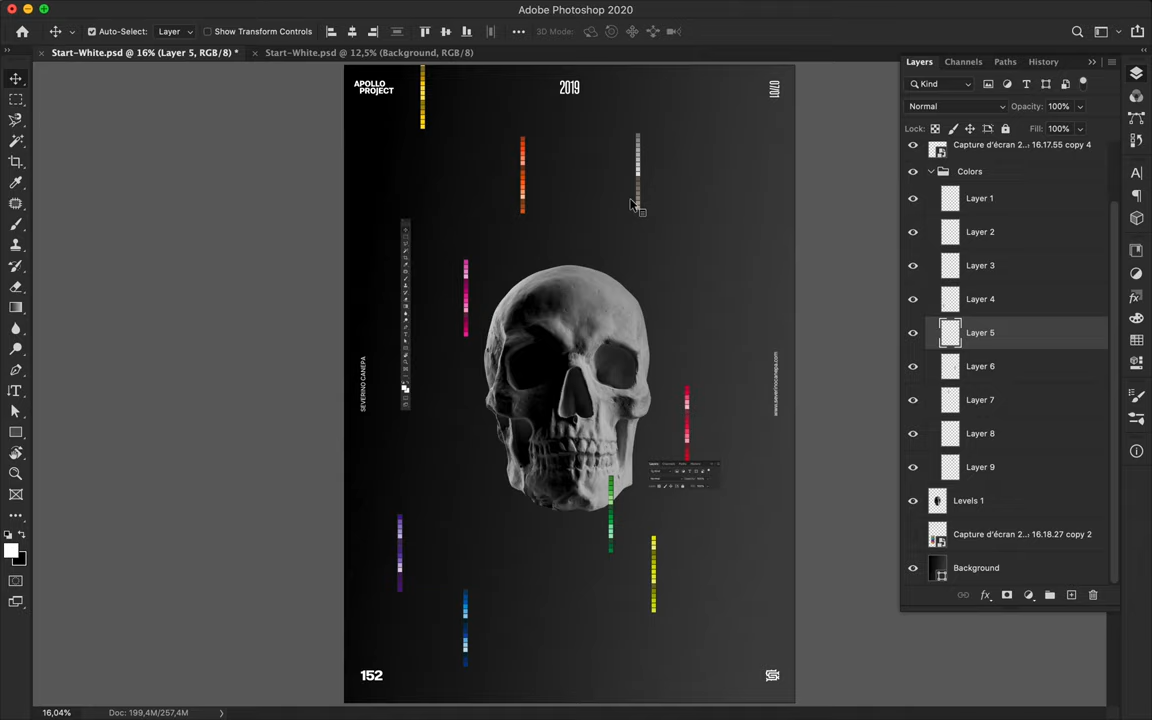 Adobe Photoshop 2020
Auto-Select: Layer Show Transform Controls 3D Mode:
Start-White.psd @ 16% (Layer 5, RGB/8) * Start-White.psd @ 12,5% (Background, RGB/8)
APOLLO
PROJECT
2019
07/01
SEVERINO CANEPA
www.severinocanepa.com
152
Layers Channels Paths History
Kind
Normal Opacity: 100%
Lock: Fill: 100%
Capture d'écran 2...: 16.17.55 copy 4
Colors
Layer 1
Layer 2
Layer 3
Layer 4
Layer 5
Layer 6
Layer 7
Layer 8
Layer 9
Levels 1
Capture d'écran 2...: 16.18.27 copy 2
Background
16,04% Doc: 199,4M/257,4M